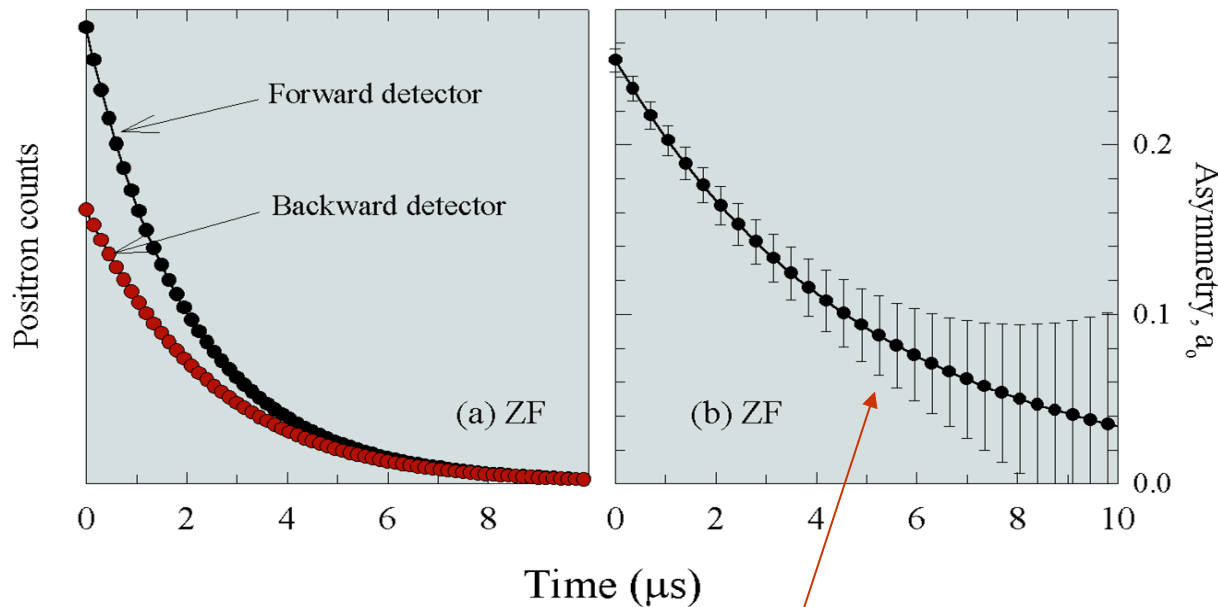 Positron counts
Forward detector
Backward detector
(a) ZF
0 2 4 6 8
(b) ZF
0 2 4 6 8 10
0.2
0.1
0.0
Asymmetry, a₀
Time (μs)